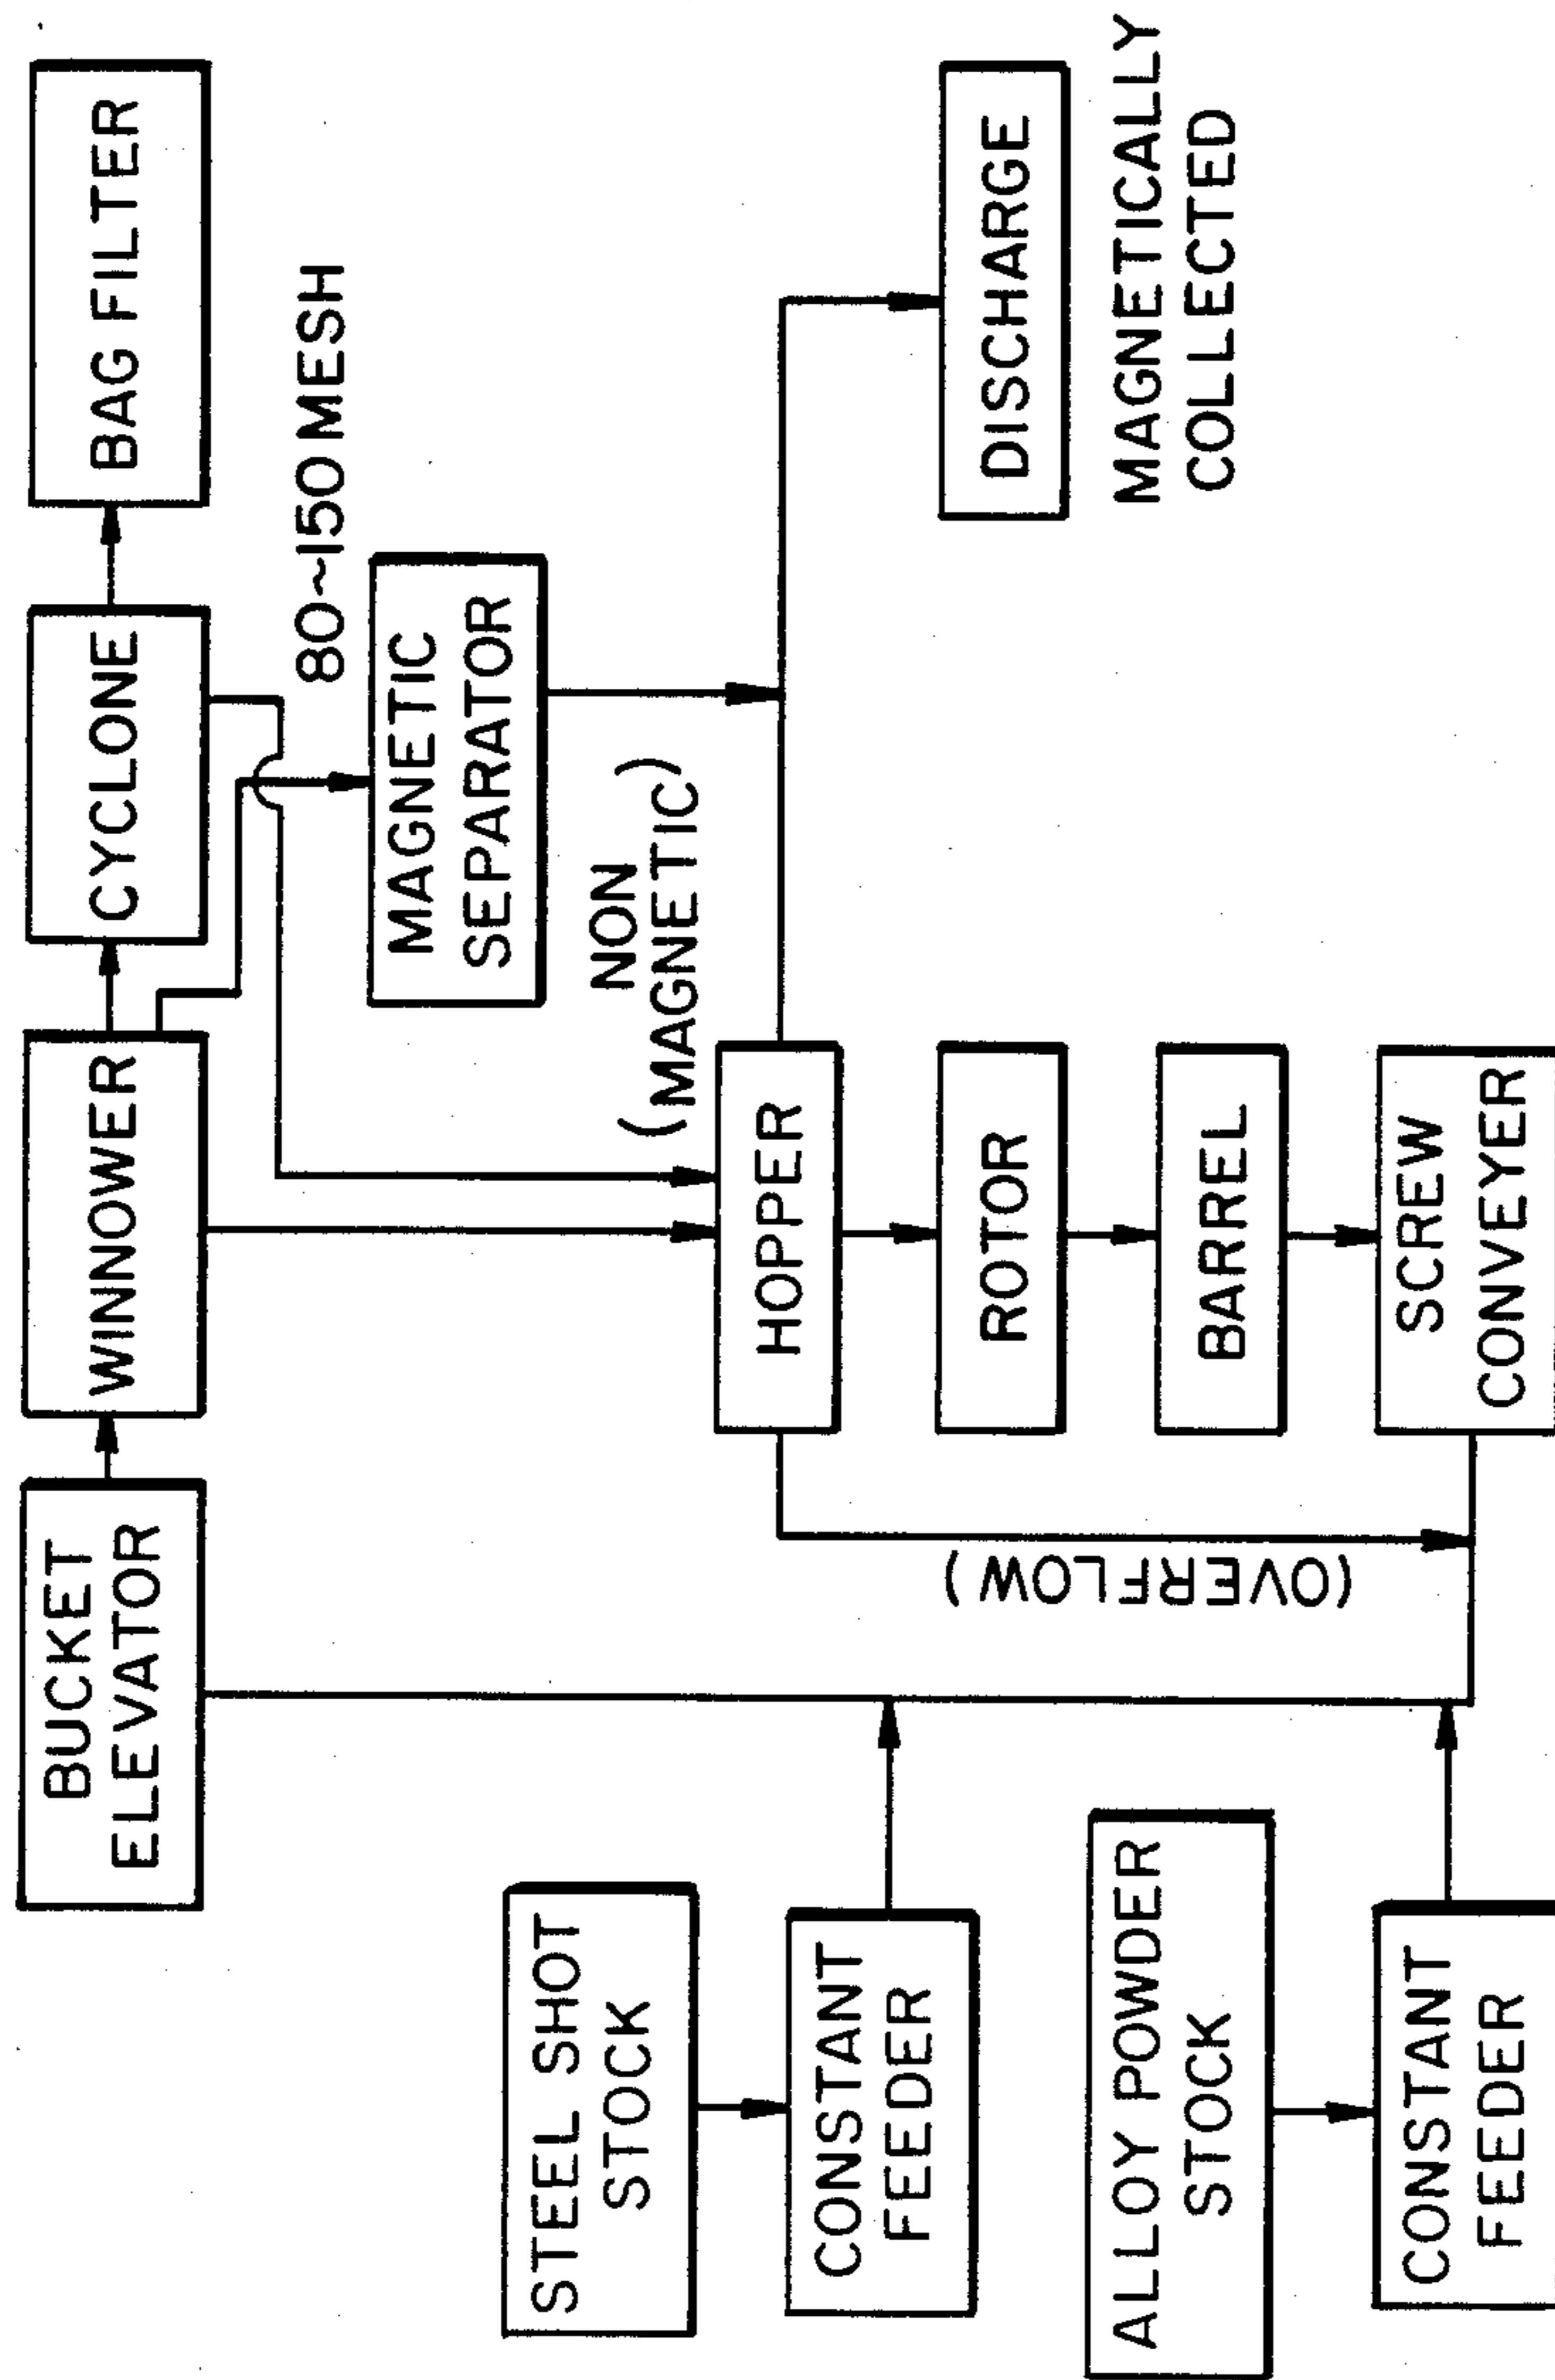 BUCKET
ELEVATOR
WINNOWER
CYCLONE
BAG FILTER
80~150 MESH
MAGNETIC
SEPARATOR
STEEL SHOT
STOCK
NON
(MAGNETIC)
HOPPER
CONSTANT
FEEDER
ROTOR
DISCHARGE
(OVERFLOW)
MAGNETICALLY
COLLECTED
ALLOY POWDER
STOCK
BARREL
SCREW
CONVEYER
CONSTANT
FEEDER